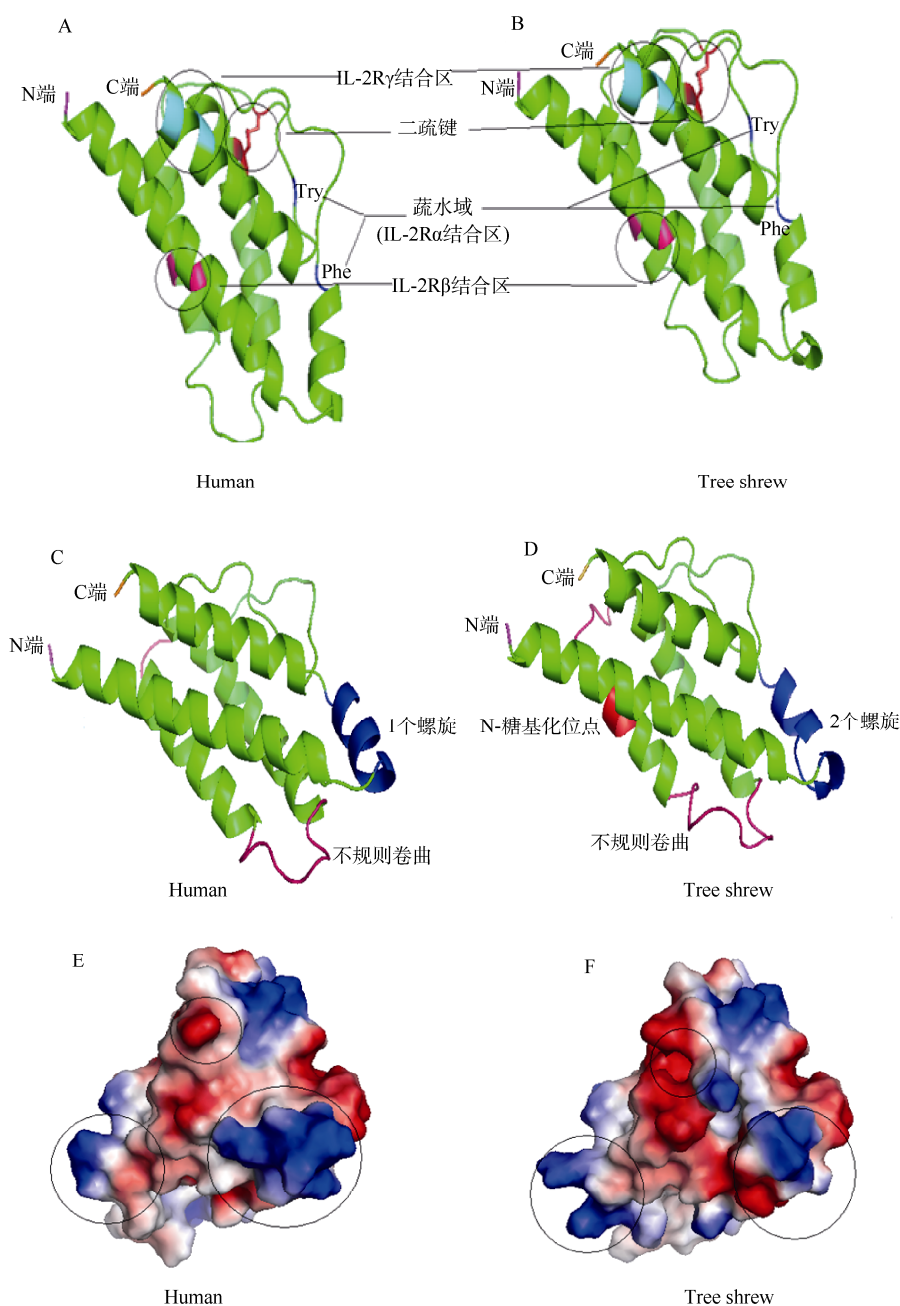 A
B
C端
IL-2Rγ结合区
C端
N端
N端
二疏键
Try
Try
蔬水域
(IL-2Rα结合区)
Phe
Phe
IL-2Rβ结合区
Human
Tree shrew
C
D
C端
C端
N端
N端
1个螺旋
N-糖基化位点
2个螺旋
不规则卷曲
不规则卷曲
Human
Tree shrew
E
F
Human
Tree shrew